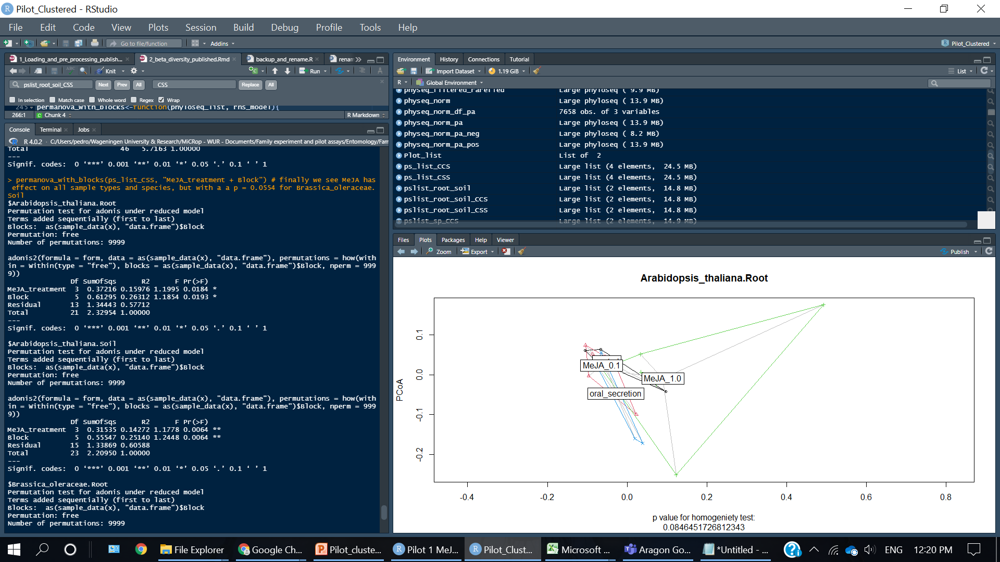 Pilot_Clustered - RStudio
File Edit Code View Plots Session Build Debug Profile Tools Help
Go to file/function Addins Pilot_Clustered
1_Loading_and_pre_processing_publish... 2_beta_diversity_published.Rmd backup_and_rename.R renam
Knit Run
pslist_root_soil_CSS Next Prev All CSS Replace All
In selection Match case Whole word Regex Wrap
245 permanova_with_blocks<-function(phyloseq_list, rhs_model){
266:1 Chunk 4 R Markdown
Console Terminal Jobs
R 4.0.2 · C:/Users/pedro/Wageningen University & Research/MiCRop - WUR - Documents/Family experiment and pilot assays/Entomology/Fam
Total 46 5.7163 1.00000
---
Signif. codes: 0 ‘***’ 0.001 ‘**’ 0.01 ‘*’ 0.05 ‘.’ 0.1 ‘ ’ 1
> permanova_with_blocks(ps_list_CSS, "MeJA_treatment + Block") # finally we see MeJA has
effect on all sample types and species, but with a a p = 0.0554 for Brassica_oleraceae.
Soil
$Arabidopsis_thaliana.Root
Permutation test for adonis under reduced model
Terms added sequentially (first to last)
Blocks: as(sample_data(x), "data.frame")$Block
Permutation: free
Number of permutations: 9999
adonis2(formula = form, data = as(sample_data(x), "data.frame"), permutations = how(with
in = Within(type = "free"), blocks = as(sample_data(x), "data.frame")$Block, nperm = 999
9))
Df SumOfSqs R2 F Pr(>F)
MeJA_treatment 3 0.37216 0.15976 1.1995 0.0184 *
Block 5 0.61295 0.26312 1.1854 0.0193 *
Residual 13 1.34443 0.57712
Total 21 2.32954 1.00000
---
Signif. codes: 0 ‘***’ 0.001 ‘**’ 0.01 ‘*’ 0.05 ‘.’ 0.1 ‘ ’ 1
$Arabidopsis_thaliana.Soil
Permutation test for adonis under reduced model
Terms added sequentially (first to last)
Blocks: as(sample_data(x), "data.frame")$Block
Permutation: free
Number of permutations: 9999
adonis2(formula = form, data = as(sample_data(x), "data.frame"), permutations = how(with
in = Within(type = "free"), blocks = as(sample_data(x), "data.frame")$Block, nperm = 999
9))
Df SumOfSqs R2 F Pr(>F)
MeJA_treatment 3 0.31535 0.14272 1.1778 0.0064 **
Block 5 0.55547 0.25140 1.2448 0.0064 **
Residual 15 1.33869 0.60588
Total 23 2.20950 1.00000
---
Signif. codes: 0 ‘***’ 0.001 ‘**’ 0.01 ‘*’ 0.05 ‘.’ 0.1 ‘ ’ 1
$Brassica_oleraceae.Root
Permutation test for adonis under reduced model
Terms added sequentially (first to last)
Blocks: as(sample_data(x), "data.frame")$Block
Permutation: free
Number of permutations: 9999
Environment History Connections Tutorial
Import Dataset 1.19 GiB List
R Global Environment
physeq_filtered_rarefied Large phyloseq ( 9.9 MB)
physeq_norm Large phyloseq ( 13.9 MB)
physeq_norm_df_pa 7658 obs. of 3 variables
physeq_norm_pa Large phyloseq ( 13.9 MB)
physeq_norm_pa_neg Large phyloseq ( 8.2 MB)
physeq_norm_pa_pos Large phyloseq ( 13.9 MB)
Plot_list List of 2
ps_list_CCS Large list (4 elements, 24.5 MB)
ps_list_CSS Large list (4 elements, 24.5 MB)
pslist_root_soil Large list (2 elements, 14.8 MB)
pslist_root_soil_CCS Large list (2 elements, 14.8 MB)
pslist_root_soil_CSS Large list (2 elements, 14.8 MB)
pslist_sp_CCS Large list (2 elements, 14.9 MB)
Files Plots Packages Help Viewer
Zoom Export Publish
Arabidopsis_thaliana.Root
PCoA
0.1
0.0
-0.1
-0.2
MeJA_0.1
MeJA_1.0
oral_secretion
-0.4 -0.2 0.0 0.2 0.4 0.6 0.8
p value for homogeniety test:
0.0846451726812343
File Explorer Google Ch... Pilot_cluste... Pilot 1 MeJ... Pilot_Clust... Microsoft ... Aragon Go... *Untitled - ... ENG 12:20 PM